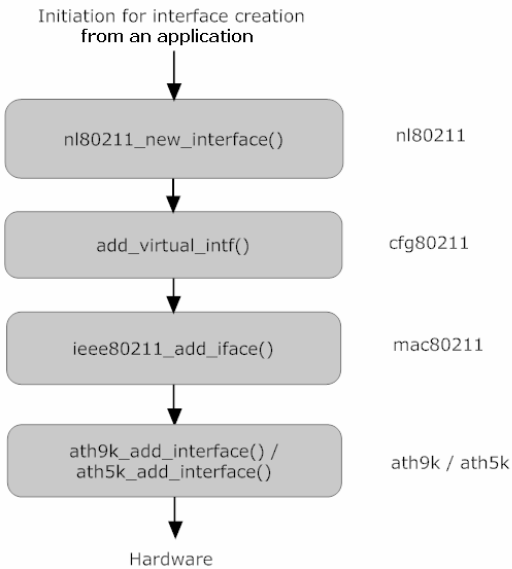 Initiation for interface creation
from an application
nl80211_new_interface()
nl80211
add_virtual_intf()
cfg80211
ieee80211_add_iface()
mac80211
ath9k_add_interface() /
ath5k_add_interface()
ath9k / ath5k
Hardware